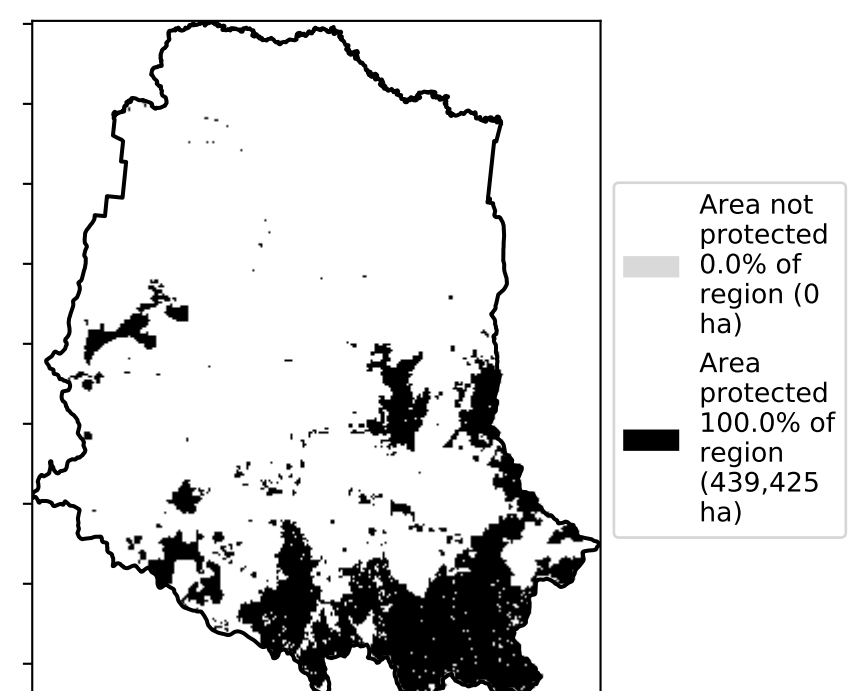 Area not
protected
0.0% of
region (0
ha)
Area
protected
100.0% of
region
(439,425
ha)